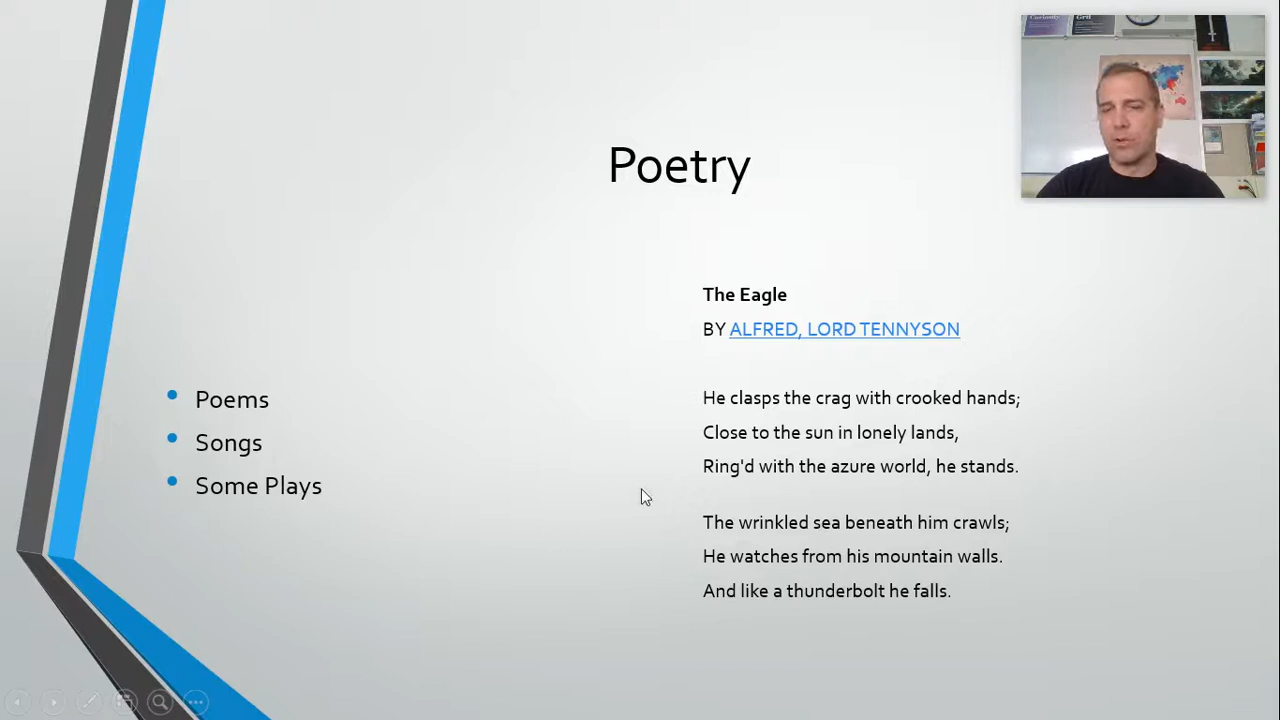 Curiosity
Grit
Poetry
The Eagle
BY ALFRED, LORD TENNYSON
Poems
Songs
Some Plays
He clasps the crag with crooked hands;
Close to the sun in lonely lands,
Ring'd with the azure world, he stands.
The wrinkled sea beneath him crawls;
He watches from his mountain walls.
And like a thunderbolt he falls.